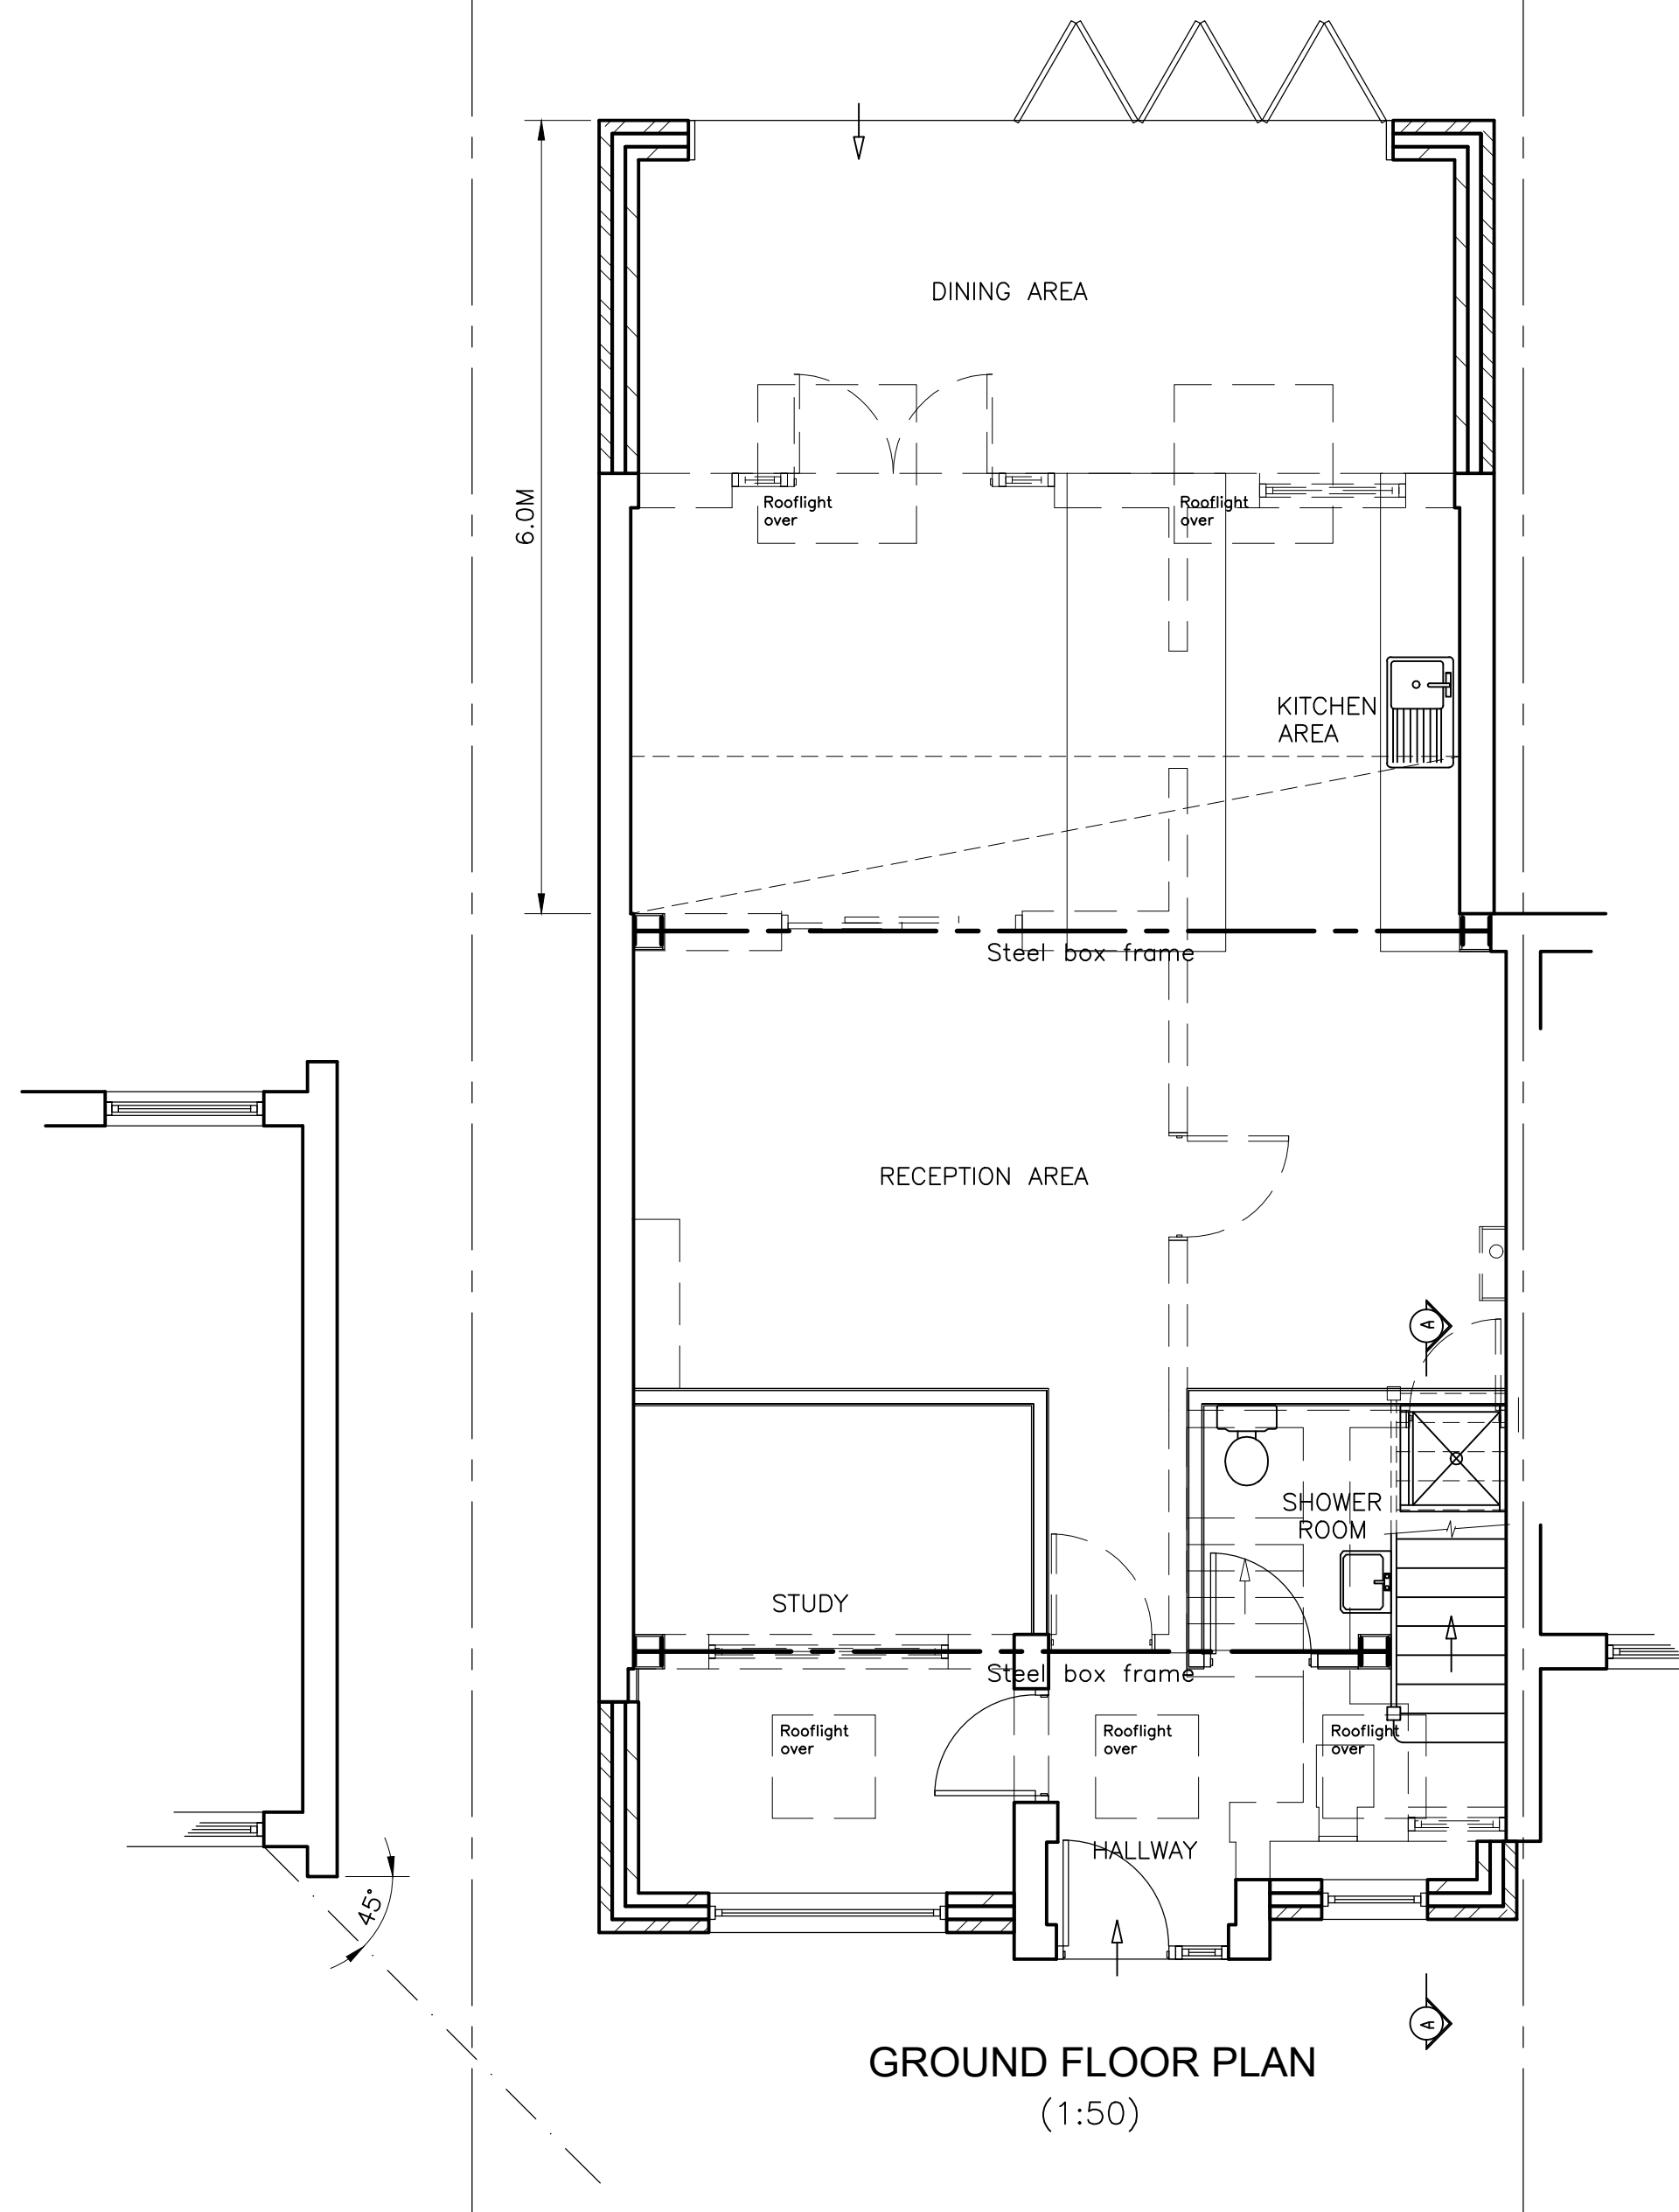 DINING AREA
Rooflight
over
Rooflight
over
6.0M
KITCHEN
AREA
Steel box frame
RECEPTION AREA
A
SHOWER
ROOM
STUDY
Steel box frame
Rooflight
over
Rooflight
over
Rooflight
over
HALLWAY
45°
A
GROUND FLOOR PLAN
(1:50)